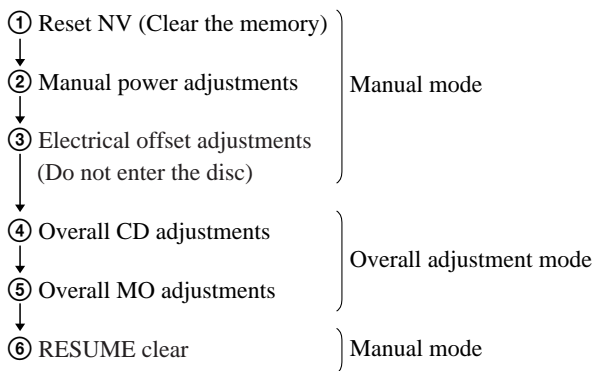 ① Reset NV (Clear the memory)
② Manual power adjustments
Manual mode
③ Electrical offset adjustments
(Do not enter the disc)
④ Overall CD adjustments
Overall adjustment mode
⑤ Overall MO adjustments
⑥ RESUME clear
Manual mode